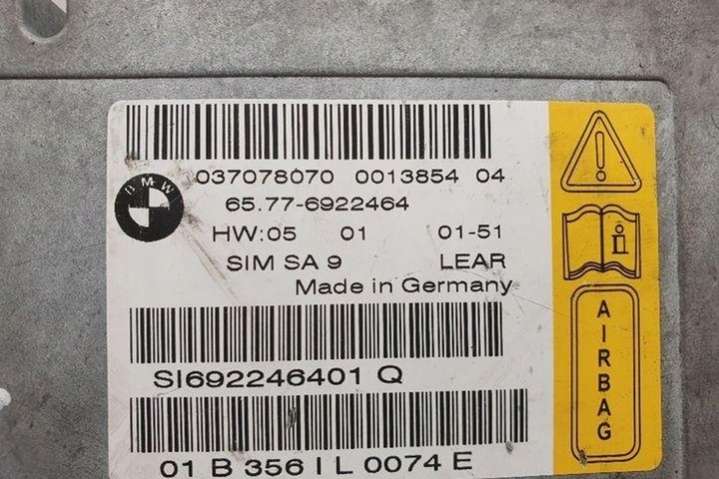 037078070 0013854 04
BMW
65.77-6922464
HW:05 01 01-51
SIM SA 9 LEAR
Made in Germany
SI692246401 Q
01 B 356 I L 0074 E
AIRBAG